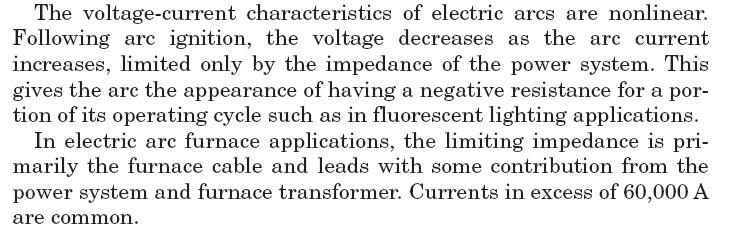 The voltage-current characteristics of electric arcs are nonlinear.
Following arc ignition, the voltage decreases as the arc current
increases, limited only by the impedance of the power system. This
gives the arc the appearance of having a negative resistance for a por-
tion of its operating cycle such as in fluorescent lighting applications.
In electric arc furnace applications, the limiting impedance is pri-
marily the furnace cable and leads with some contribution from the
power system and furnace transformer. Currents in excess of 60,000 A
are common.